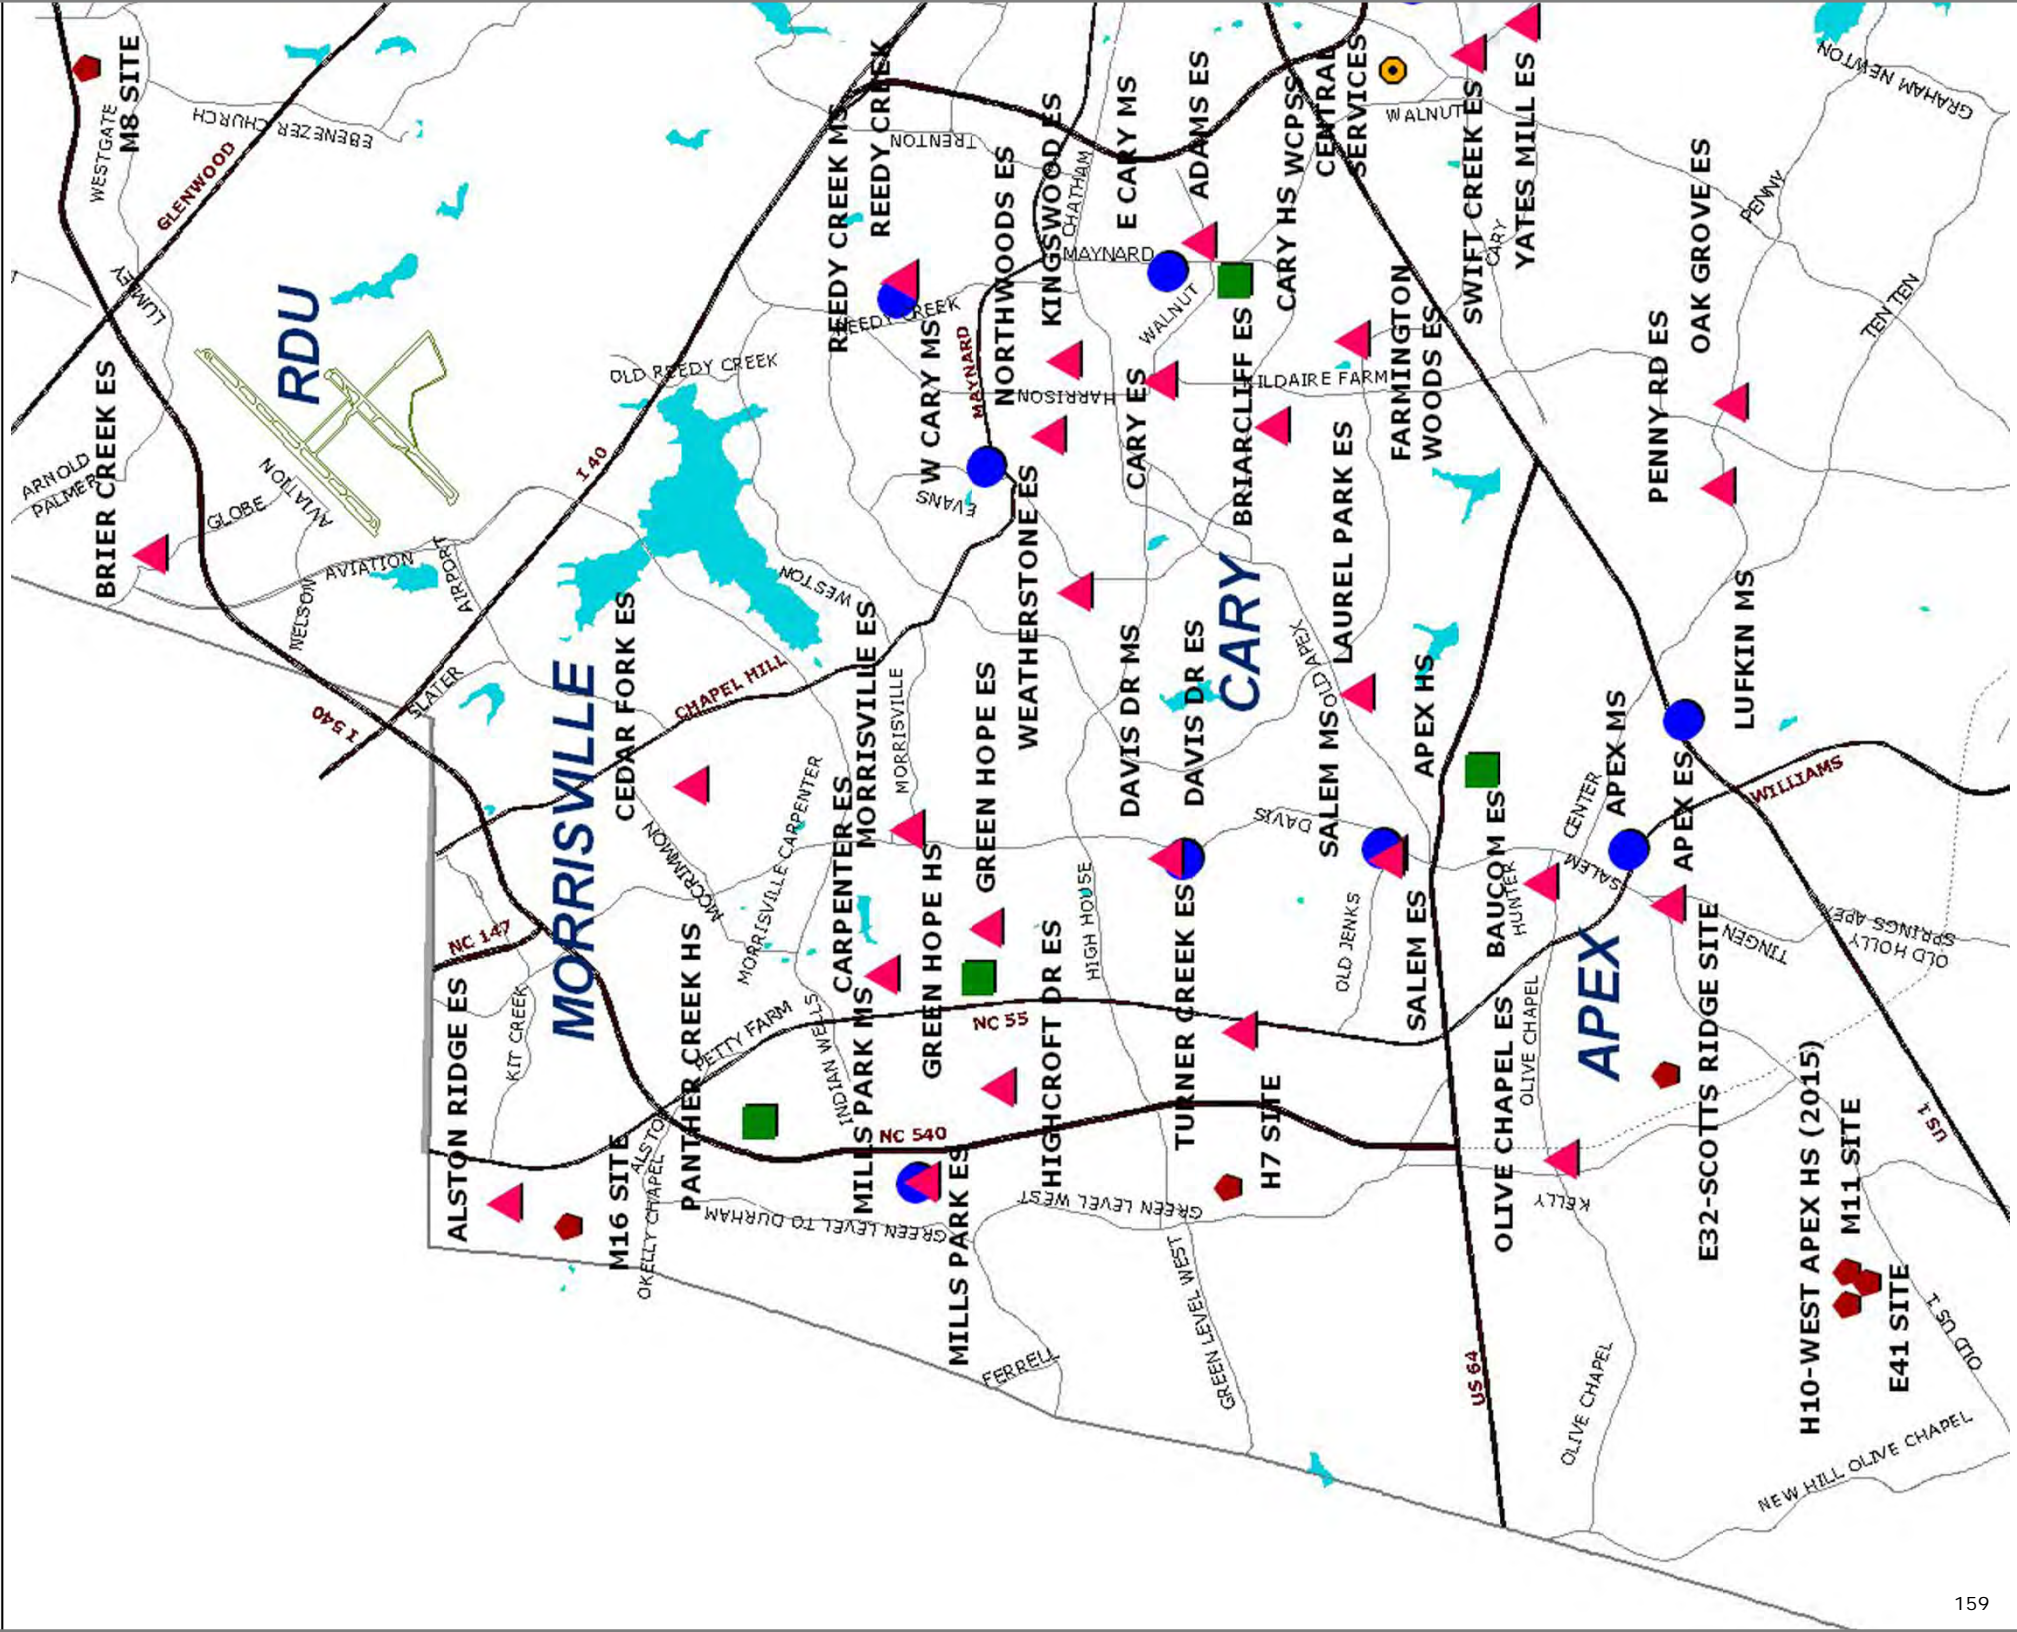 M8 SITE
WESTGATE
EBENEZER CHURCH
GLENWOOD
LUMLEY
LUMLEY
RDU
BRIER CREEK ES
ARNOLD
PALMER
GLOBE
AVIATION
AVIATION
NELSON
AIRPORT
SLATER
I 540
I 40
OLD REEDY CREEK
REEDY CREEK MS
REEDY CREEK
REEDY CREEK
TRENTON
NORTHWOODS ES
KINGSWOOD ES
CHATHAM
E CARY MS
ADAMS ES
MAYNARD
WALNUT
CARY HS
WCPSS
CENTRAL
SERVICES
WALNUT
SWIFT CREEK ES
CARY
YATES MILL ES
GRAHAM NEWTON
PENNY
OAK GROVE ES
TEN TEN
PENNY RD ES
FARMINGTON
WOODS ES
KILDAIRE FARM
BRIARCLIFF ES
CARY ES
HARRISON
MAYNARD
W CARY MS
EVANS
WESTON
WEATHERSTONE ES
LAUREL PARK ES
CARY
OLD APEX
DAVIS DR MS
DAVIS DR ES
SALEM MS
APEX HS
LUFKIN MS
APEX MS
CENTER
WILLIAMS
APEX ES
SALEM
TINGEN
OLD HOLLY
SPRINGS APEX
BAUCOM ES
HUNTER
APEX
MORRISVILLE
CEDAR FORK ES
CHAPEL HILL
MORRISVILLE ES
MORRISVILLE
GREEN HOPE ES
MCCRIMMON
MORRISVILLE CARPENTER
CARPENTER ES
GREEN HOPE HS
HIGH HOUSE
DAVIS
OLD JENKS
SALEM ES
NC 147
KIT CREEK
ALSTON RIDGE ES
PANTHER CREEK HS
PETTY FARM
INDIAN WELLS
MILLS PARK MS
NC 55
HIGHCROFT DR ES
TURNER CREEK ES
H7 SITE
OLIVE CHAPEL ES
OLIVE CHAPEL
E32-SCOTTS RIDGE SITE
M16 SITE
ALSTON
OKELLY CHAPEL
GREEN LEVEL TO DURHAM
NC 540
MILLS PARK ES
GREEN LEVEL WEST
GREEN LEVEL WEST
FERRELL
KELLY
US 64
OLIVE CHAPEL
H10-WEST APEX HS (2015)
M11 SITE
E41 SITE
US 1
OLD US 1
NEW HILL OLIVE CHAPEL
159